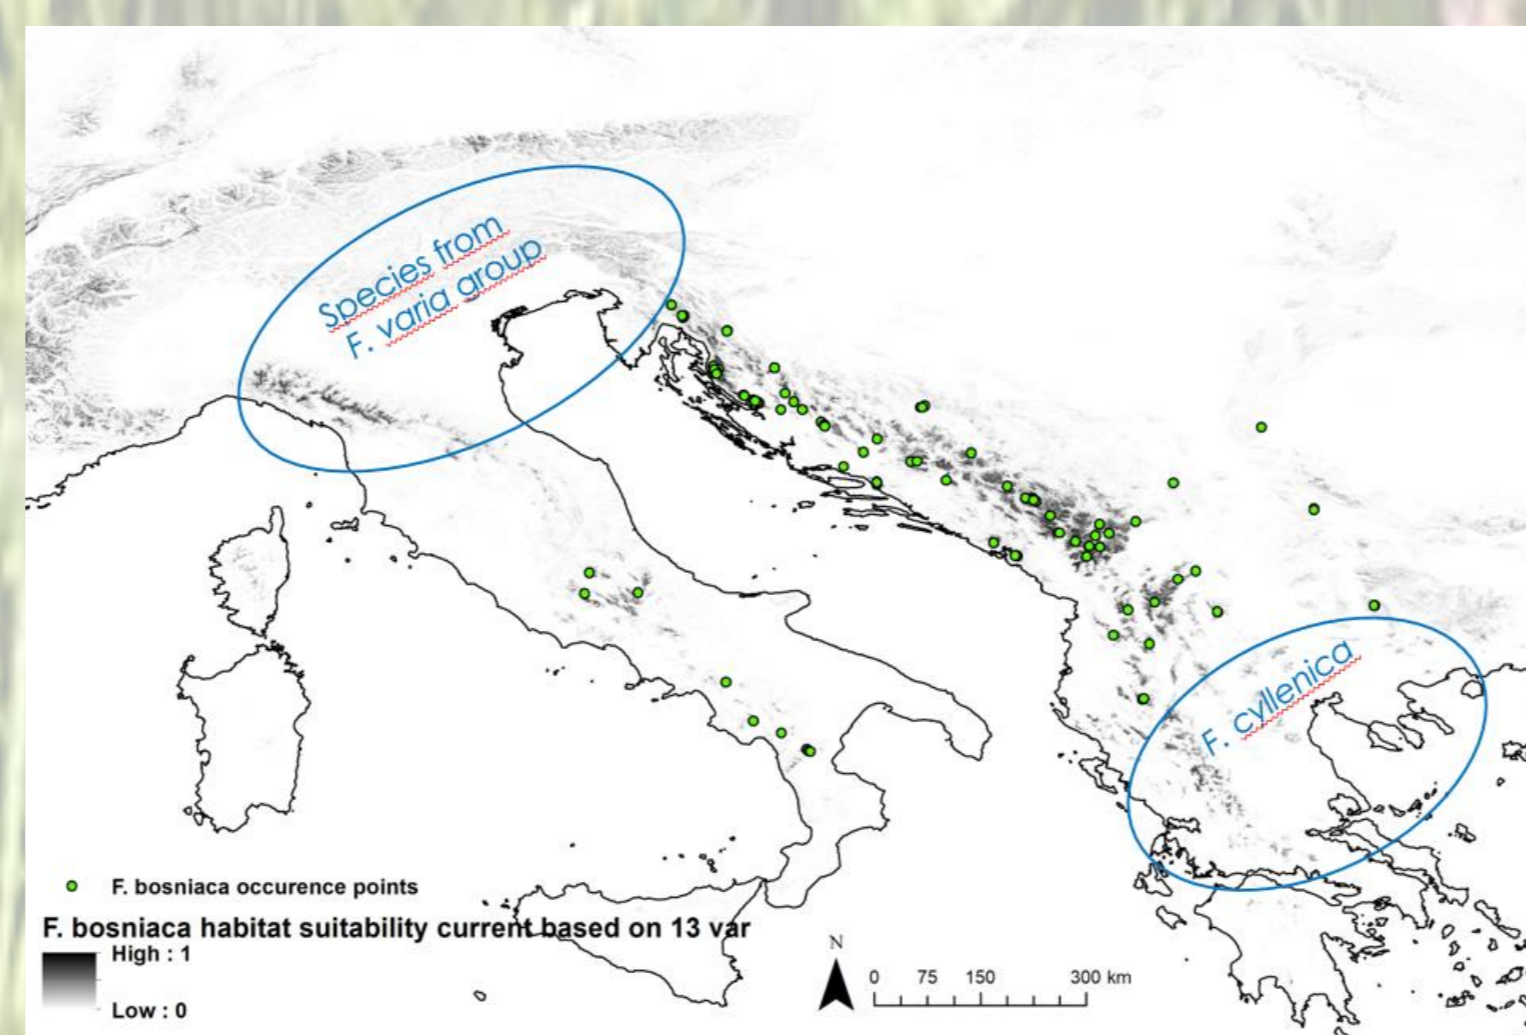 Species from
F. varia group
F. cyllenica
F. bosniaca occurence points
F. bosniaca habitat suitability current based on 13 var
High : 1
Low : 0
N
0 75 150 300 km